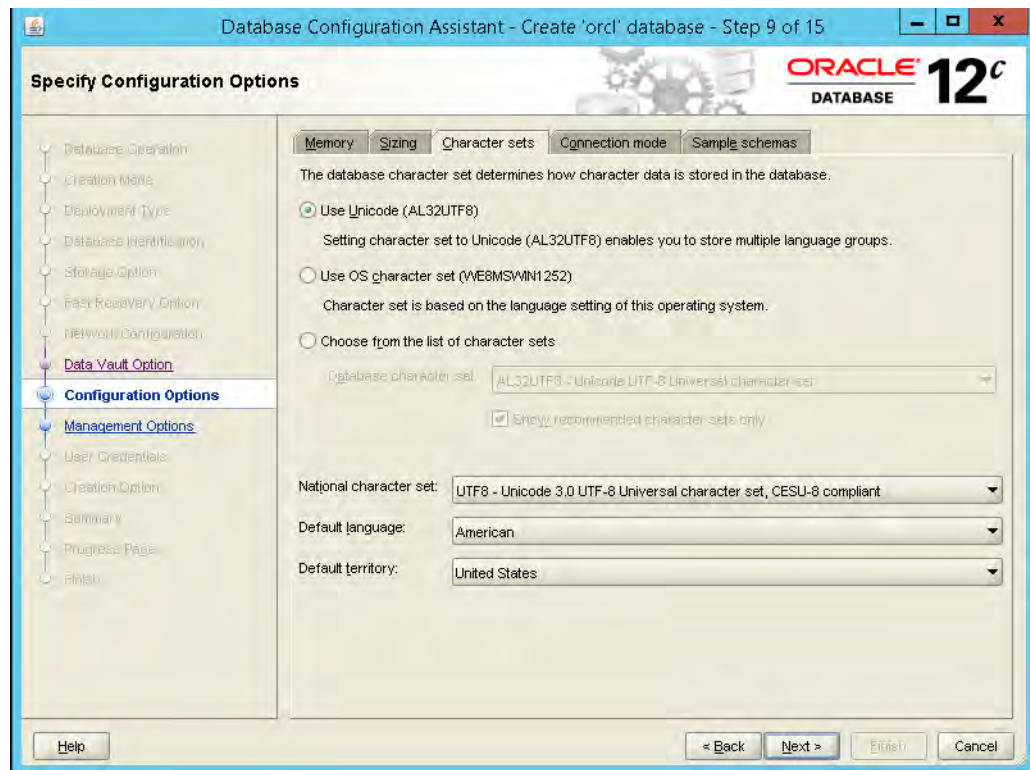 Database Configuration Assistant - Create 'orcl' database - Step 9 of 15
Specify Configuration Options
ORACLE
DATABASE
12c
Database Operation
Creation Mode
Deployment Type
Database Identification
Storage Option
Fast Recovery Option
Network Configuration
Data Vault Option
Configuration Options
Management Options
User Credentials
Creation Option
Summary
Progress Page
Finish
Memory Sizing Character sets Connection mode Sample schemas
The database character set determines how character data is stored in the database.
Use Unicode (AL32UTF8)
Setting character set to Unicode (AL32UTF8) enables you to store multiple language groups.
Use OS character set (WE8MSWIN1252)
Character set is based on the language setting of this operating system.
Choose from the list of character sets
Database character set: AL32UTF8 - Unicode UTF-8 Universal character set
Show recommended character sets only
National character set: UTF8 - Unicode 3.0 UTF-8 Universal character set, CESU-8 compliant
Default language: American
Default territory: United States
Help < Back Next > Finish Cancel